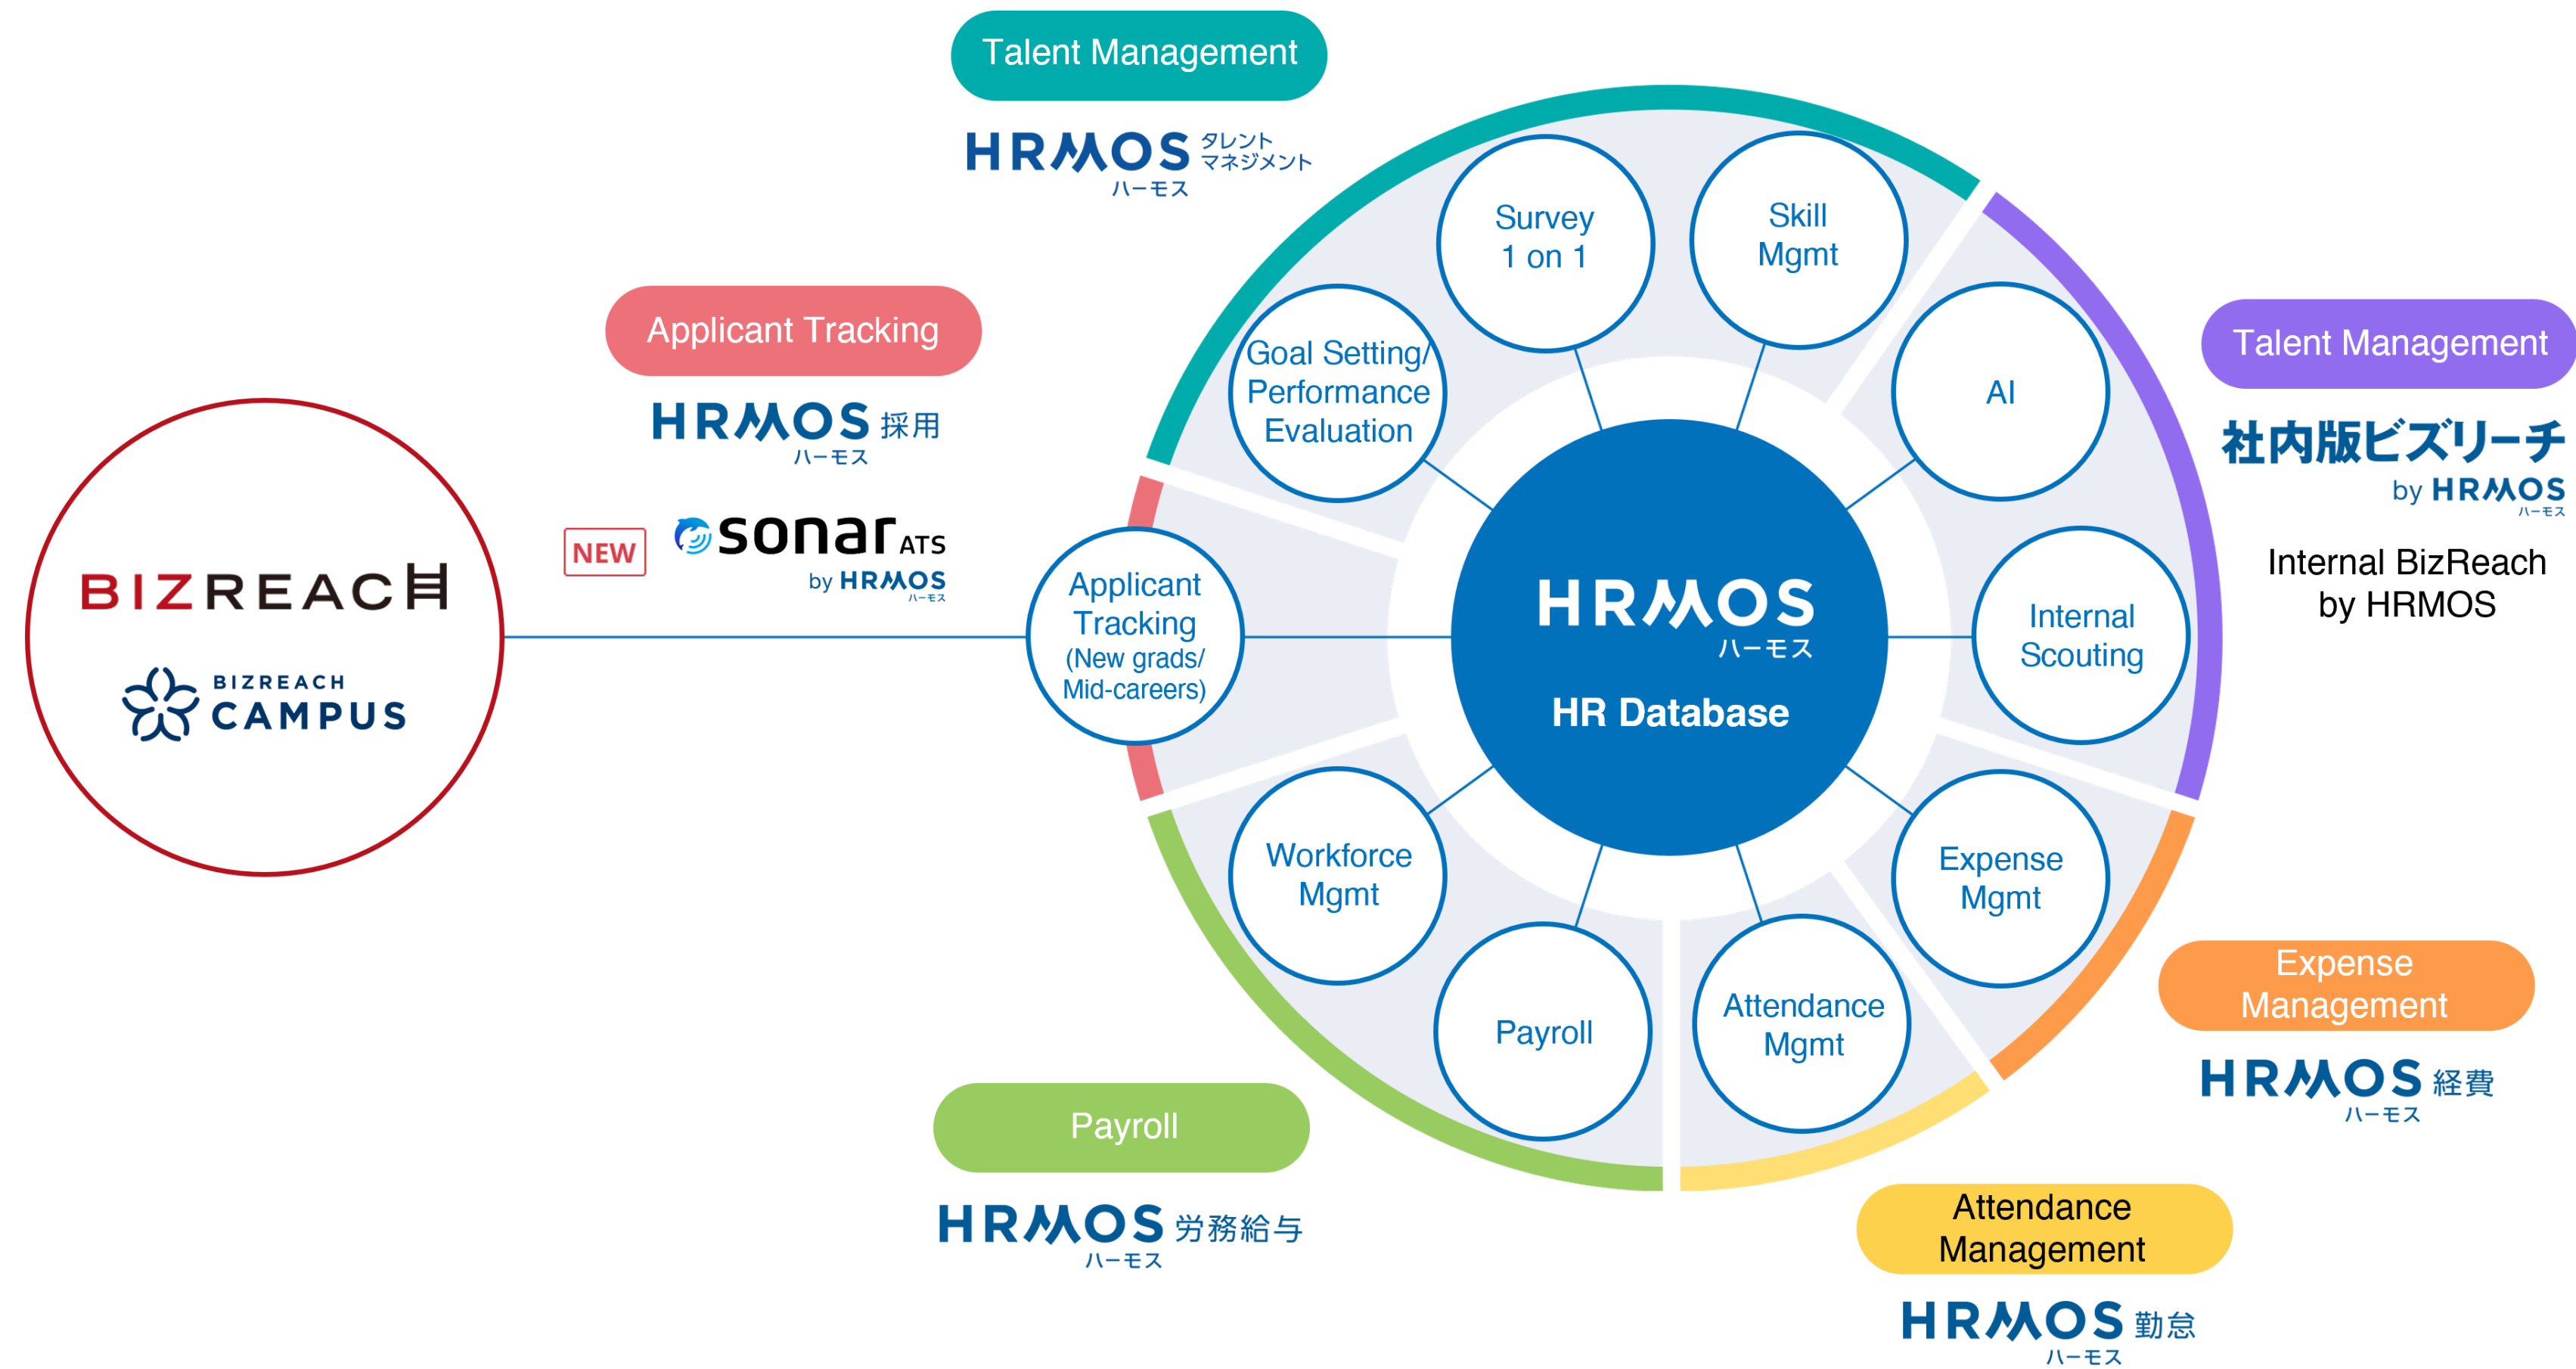 Talent Management
HRMOS タレント
マネジメント
ハーモス
Applicant Tracking
HRMOS 採用
ハーモス
NEW
sonar ATS
by HRMOS
ハーモス
BIZREACH
BIZREACH
CAMPUS
Survey
1 on 1
Skill
Mgmt
Goal Setting/
Performance
Evaluation
AI
Applicant
Tracking
(New grads/
Mid-careers)
HRMOS
ハーモス
HR Database
Internal
Scouting
Workforce
Mgmt
Payroll
Attendance
Mgmt
Expense
Mgmt
Talent Management
社内版ビズリーチ
by HRMOS
ハーモス
Internal BizReach
by HRMOS
Expense
Management
HRMOS 経費
ハーモス
Payroll
HRMOS 労務給与
ハーモス
Attendance
Management
HRMOS 勤怠
ハーモス